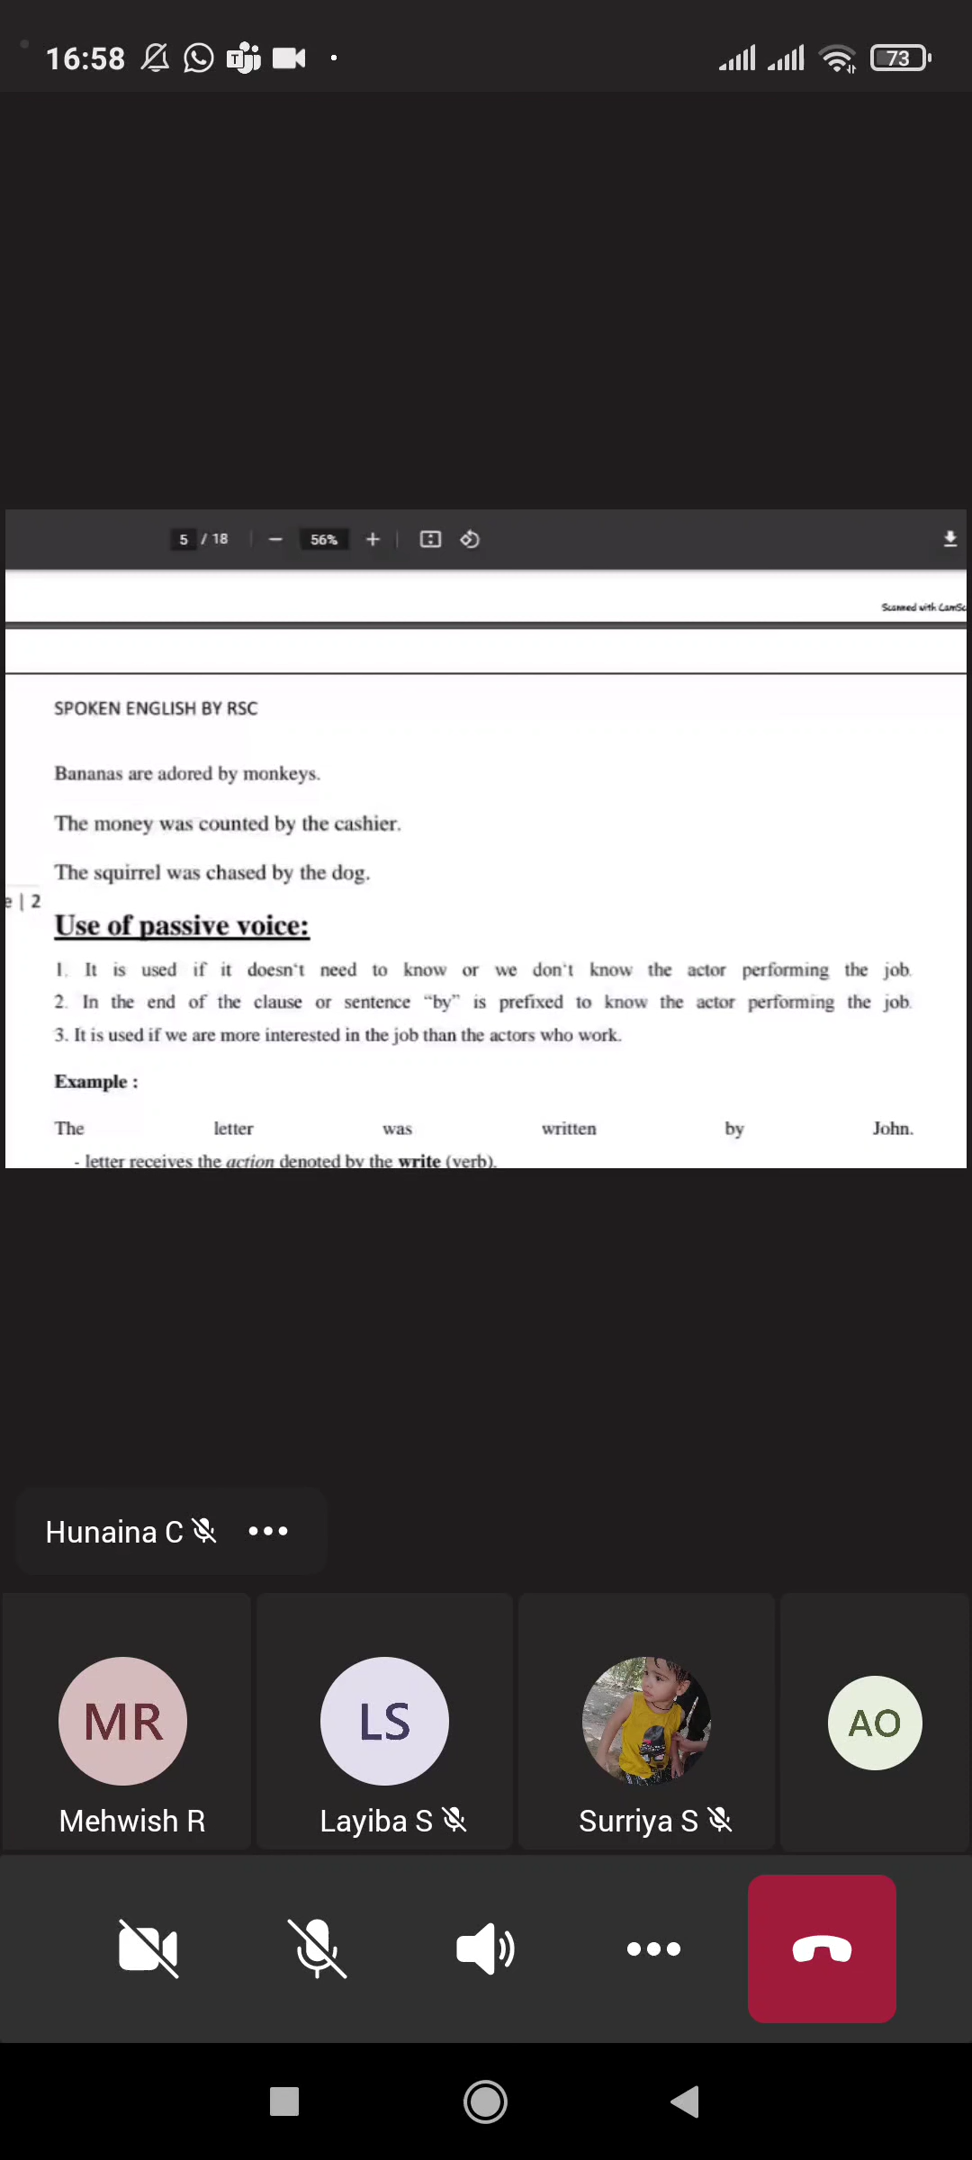 16:58
73
5 / 18
56%
Scanned with CamSc
SPOKEN ENGLISH BY RSC
Bananas are adored by monkeys.
The money was counted by the cashier.
The squirrel was chased by the dog.
e | 2
Use of passive voice:
1. It is used if it doesn't need to know or we don't know the actor performing the job.
2. In the end of the clause or sentence “by” is prefixed to know the actor performing the job.
3. It is used if we are more interested in the job than the actors who work.
Example :
The letter was written by John.
- letter receives the action denoted by the write (verb).
Hunaina C
MR
LS
AO
Mehwish R
Layiba S
Surriya S